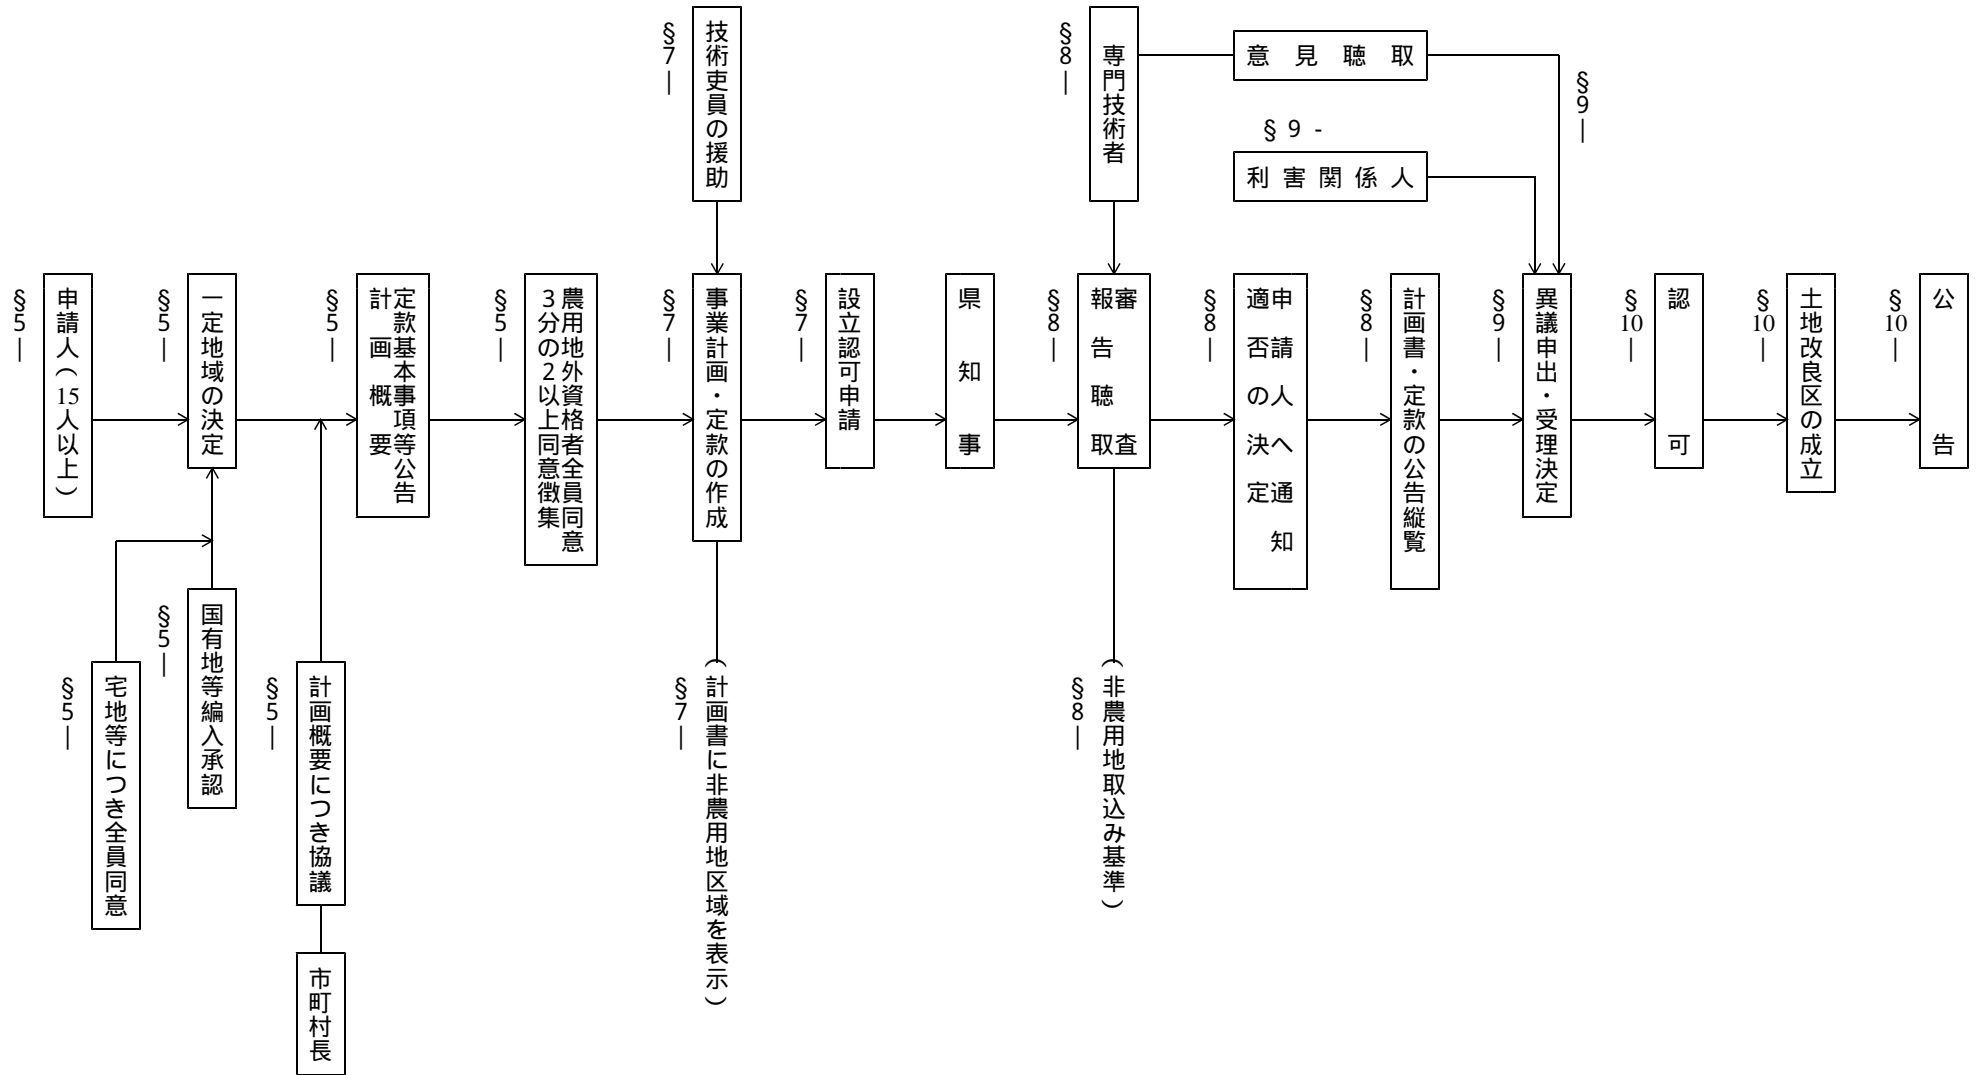 §7―
技術吏員の援助
§8―
専門技術者
意見聴取
§9―
§9-
利害関係人
§5―
申請人(15人以上)
§5―
一定地域の決定
§5―
定款基本事項等公告
計画概要
§5―
農用地外資格者全員同意
3分の2以上同意徴集
§7―
事業計画・定款の作成
§7―
設立認可申請
県知事
§8―
審査
報告聴取
§8―
申請人へ通知
適否の決定
§8―
計画書・定款の公告縦覧
§9―
異議申出・受理決定
§10―
認可
§10―
土地改良区の成立
§10―
公告
§5―
宅地等につき全員同意
§5―
国有地等編入承認
§5―
計画概要につき協議
市町村長
§7―
(計画書に非農用地区域を表示)
§8―
(非農用地取込み基準)